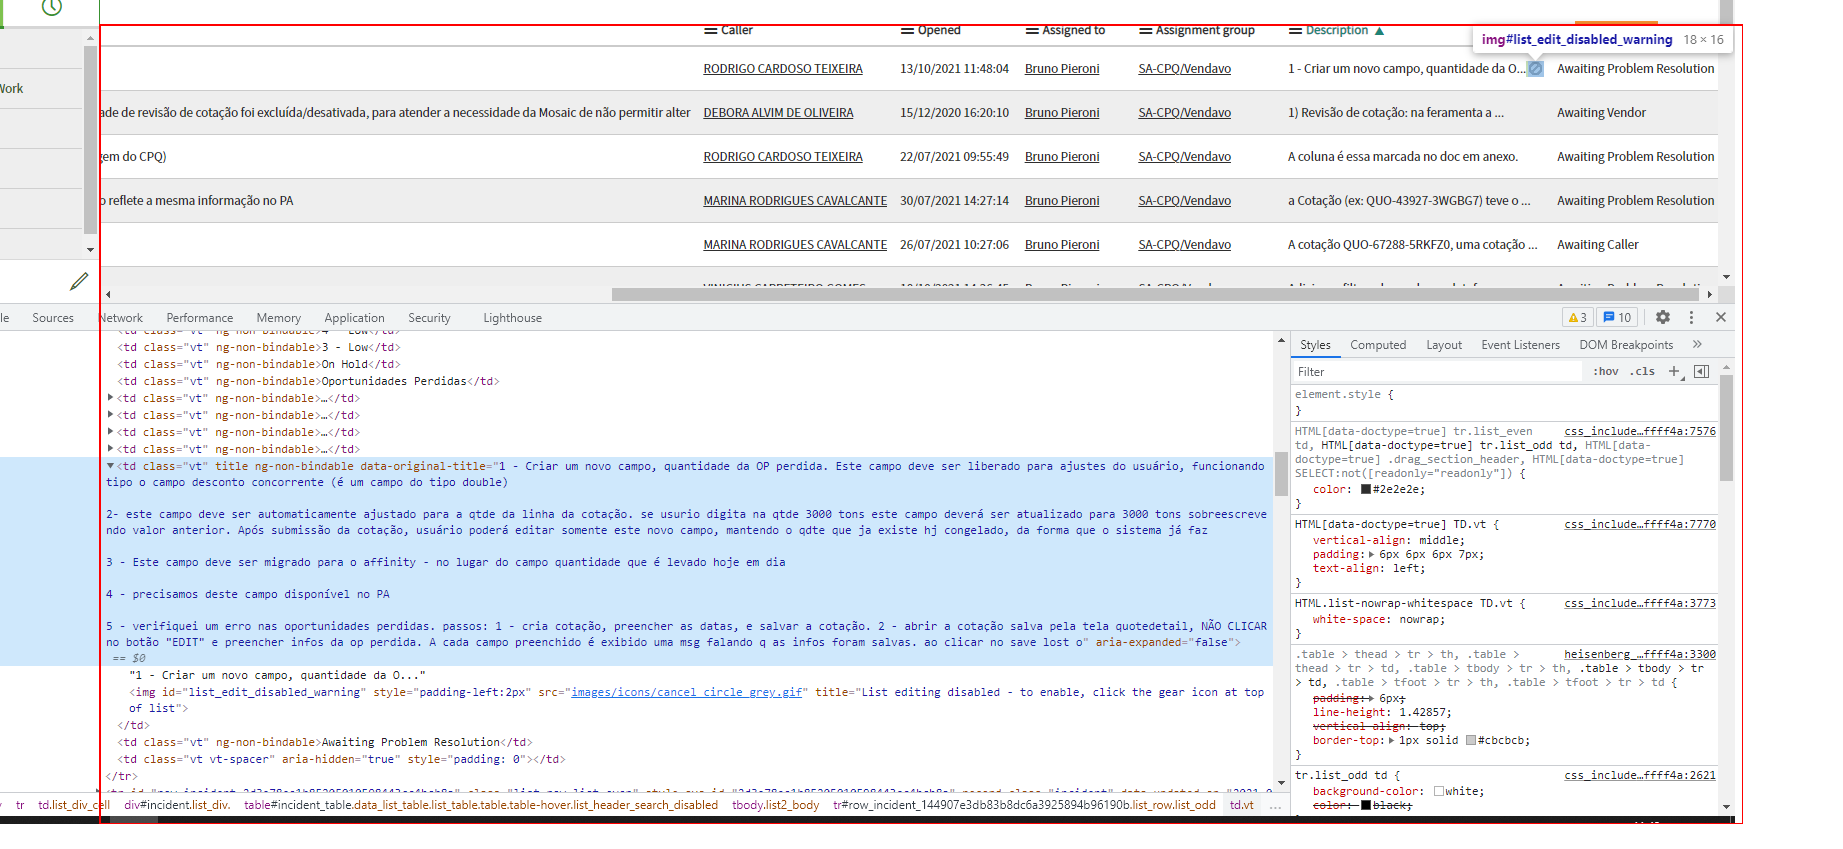 Caller Opened Assigned to Assignment group Description
img#list_edit_disabled_warning 18 × 16
RODRIGO CARDOSO TEIXEIRA 13/10/2021 11:48:04 Bruno Pieroni SA-CPQ/Vendavo 1 - Criar um novo campo, quantidade da O... Awaiting Problem Resolution
Work
ade de revisão de cotação foi excluída/desativada, para atender a necessidade da Mosaic de não permitir alter DEBORA ALVIM DE OLIVEIRA 15/12/2020 16:20:10 Bruno Pieroni SA-CPQ/Vendavo 1) Revisão de cotação: na feramenta a ... Awaiting Vendor
gem do CPQ) RODRIGO CARDOSO TEIXEIRA 22/07/2021 09:55:49 Bruno Pieroni SA-CPQ/Vendavo A coluna é essa marcada no doc em anexo. Awaiting Problem Resolution
o reflete a mesma informação no PA MARINA RODRIGUES CAVALCANTE 30/07/2021 14:27:14 Bruno Pieroni SA-CPQ/Vendavo a Cotação (ex: QUO-43927-3WGBG7) teve o ... Awaiting Problem Resolution
MARINA RODRIGUES CAVALCANTE 26/07/2021 10:27:06 Bruno Pieroni SA-CPQ/Vendavo A cotação QUO-67288-5RKFZ0, uma cotação ... Awaiting Caller
le Sources Network Performance Memory Application Security Lighthouse 3 10
<td class="vt" ng-non-bindable>4 - Low</td>
<td class="vt" ng-non-bindable>3 - Low</td>
<td class="vt" ng-non-bindable>On Hold</td>
<td class="vt" ng-non-bindable>Oportunidades Perdidas</td>
<td class="vt" ng-non-bindable>…</td>
<td class="vt" ng-non-bindable>…</td>
<td class="vt" ng-non-bindable>…</td>
<td class="vt" ng-non-bindable>…</td>
<td class="vt" title ng-non-bindable data-original-title="1 - Criar um novo campo, quantidade da OP perdida. Este campo deve ser liberado para ajustes do usuário, funcionando
tipo o campo desconto concorrente (é um campo do tipo double)
2- este campo deve ser automaticamente ajustado para a qtde da linha da cotação. se usurio digita na qtde 3000 tons este campo deverá ser atualizado para 3000 tons sobreescreve
ndo valor anterior. Após submissão da cotação, usuário poderá editar somente este novo campo, mantendo o qdte que ja existe hj congelado, da forma que o sistema já faz
3 - Este campo deve ser migrado para o affinity - no lugar do campo quantidade que é levado hoje em dia
4 - precisamos deste campo disponível no PA
5 - verifiquei um erro nas oportunidades perdidas. passos: 1 - cria cotação, preencher as datas, e salvar a cotação. 2 - abrir a cotação salva pela tela quotedetail, NÃO CLICAR
no botão "EDIT" e preencher infos da op perdida. A cada campo preenchido é exibido uma msg falando q as infos foram salvas. ao clicar no save lost o" aria-expanded="false">
== $0
"1 - Criar um novo campo, quantidade da O..."
<img id="list_edit_disabled_warning" style="padding-left:2px" src="images/icons/cancel_circle_grey.gif" title="List editing disabled - to enable, click the gear icon at top
of list">
</td>
<td class="vt" ng-non-bindable>Awaiting Problem Resolution</td>
<td class="vt vt-spacer" aria-hidden="true" style="padding: 0"></td>
</tr>
tr td.list_div_cell div#incident.list_div. table#incident_table.data_list_table.list_table.table.table-hover.list_header_search_disabled tbody.list2_body tr#row_incident_144907e3db83b8dc6a3925894b96190b.list_row.list_odd td.vt ...
Styles Computed Layout Event Listeners DOM Breakpoints »
Filter :hov .cls +
element.style {
}
HTML[data-doctype=true] tr.list_even css_include…ffff4a:7576
td, HTML[data-doctype=true] tr.list_odd td, HTML[data-
doctype=true] .drag_section_header, HTML[data-doctype=true]
SELECT:not([readonly="readonly"]) {
color: #2e2e2e;
}
HTML[data-doctype=true] TD.vt { css_include…ffff4a:7770
vertical-align: middle;
padding: 6px 6px 6px 7px;
text-align: left;
}
HTML.list-nowrap-whitespace TD.vt { css_include…ffff4a:3773
white-space: nowrap;
}
.table > thead > tr > th, .table > heisenberg_…ffff4a:3300
thead > tr > td, .table > tbody > tr > th, .table > tbody > tr
> td, .table > tfoot > tr > th, .table > tfoot > tr > td {
padding: 6px;
line-height: 1.42857;
vertical-align: top;
border-top: 1px solid #cbcbcb;
}
tr.list_odd td { css_include…ffff4a:2621
background-color: white;
color: black;